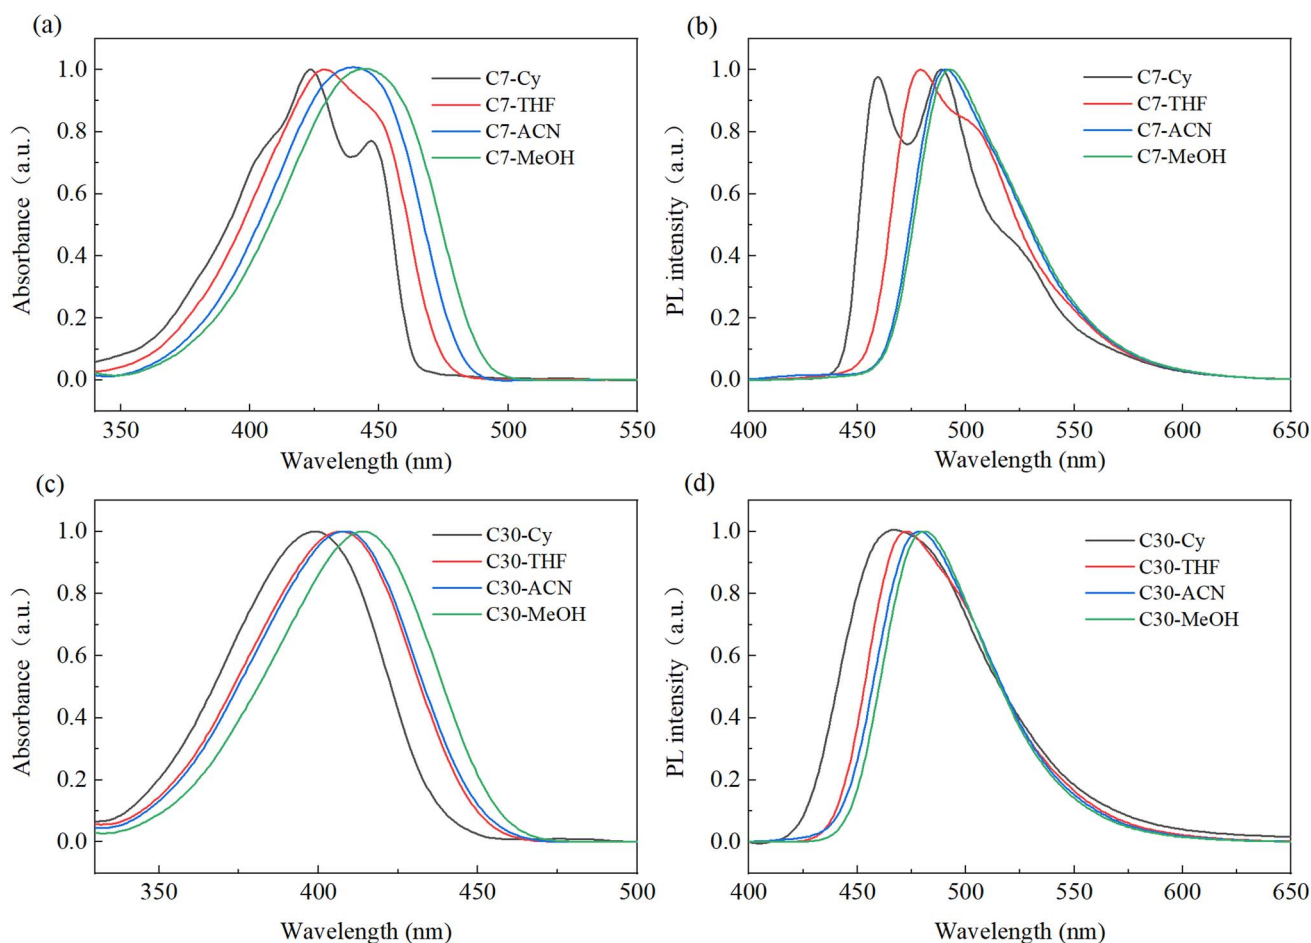 (a)
C7-Cy
C7-THF
C7-ACN
C7-MeOH
1.0
0.8
0.6
0.4
0.2
0.0
Absorbance（a.u.）
350
400
450
500
550
Wavelength (nm)
(b)
C7-Cy
C7-THF
C7-ACN
C7-MeOH
1.0
0.8
0.6
0.4
0.2
0.0
PL intensity（a.u.）
400
450
500
550
600
650
Wavelength (nm)
(c)
C30-Cy
C30-THF
C30-ACN
C30-MeOH
1.0
0.8
0.6
0.4
0.2
0.0
Absorbance（a.u.）
350
400
450
500
Wavelength (nm)
(d)
C30-Cy
C30-THF
C30-ACN
C30-MeOH
1.0
0.8
0.6
0.4
0.2
0.0
PL intensity（a.u.）
400
450
500
550
600
650
Wavelength (nm)